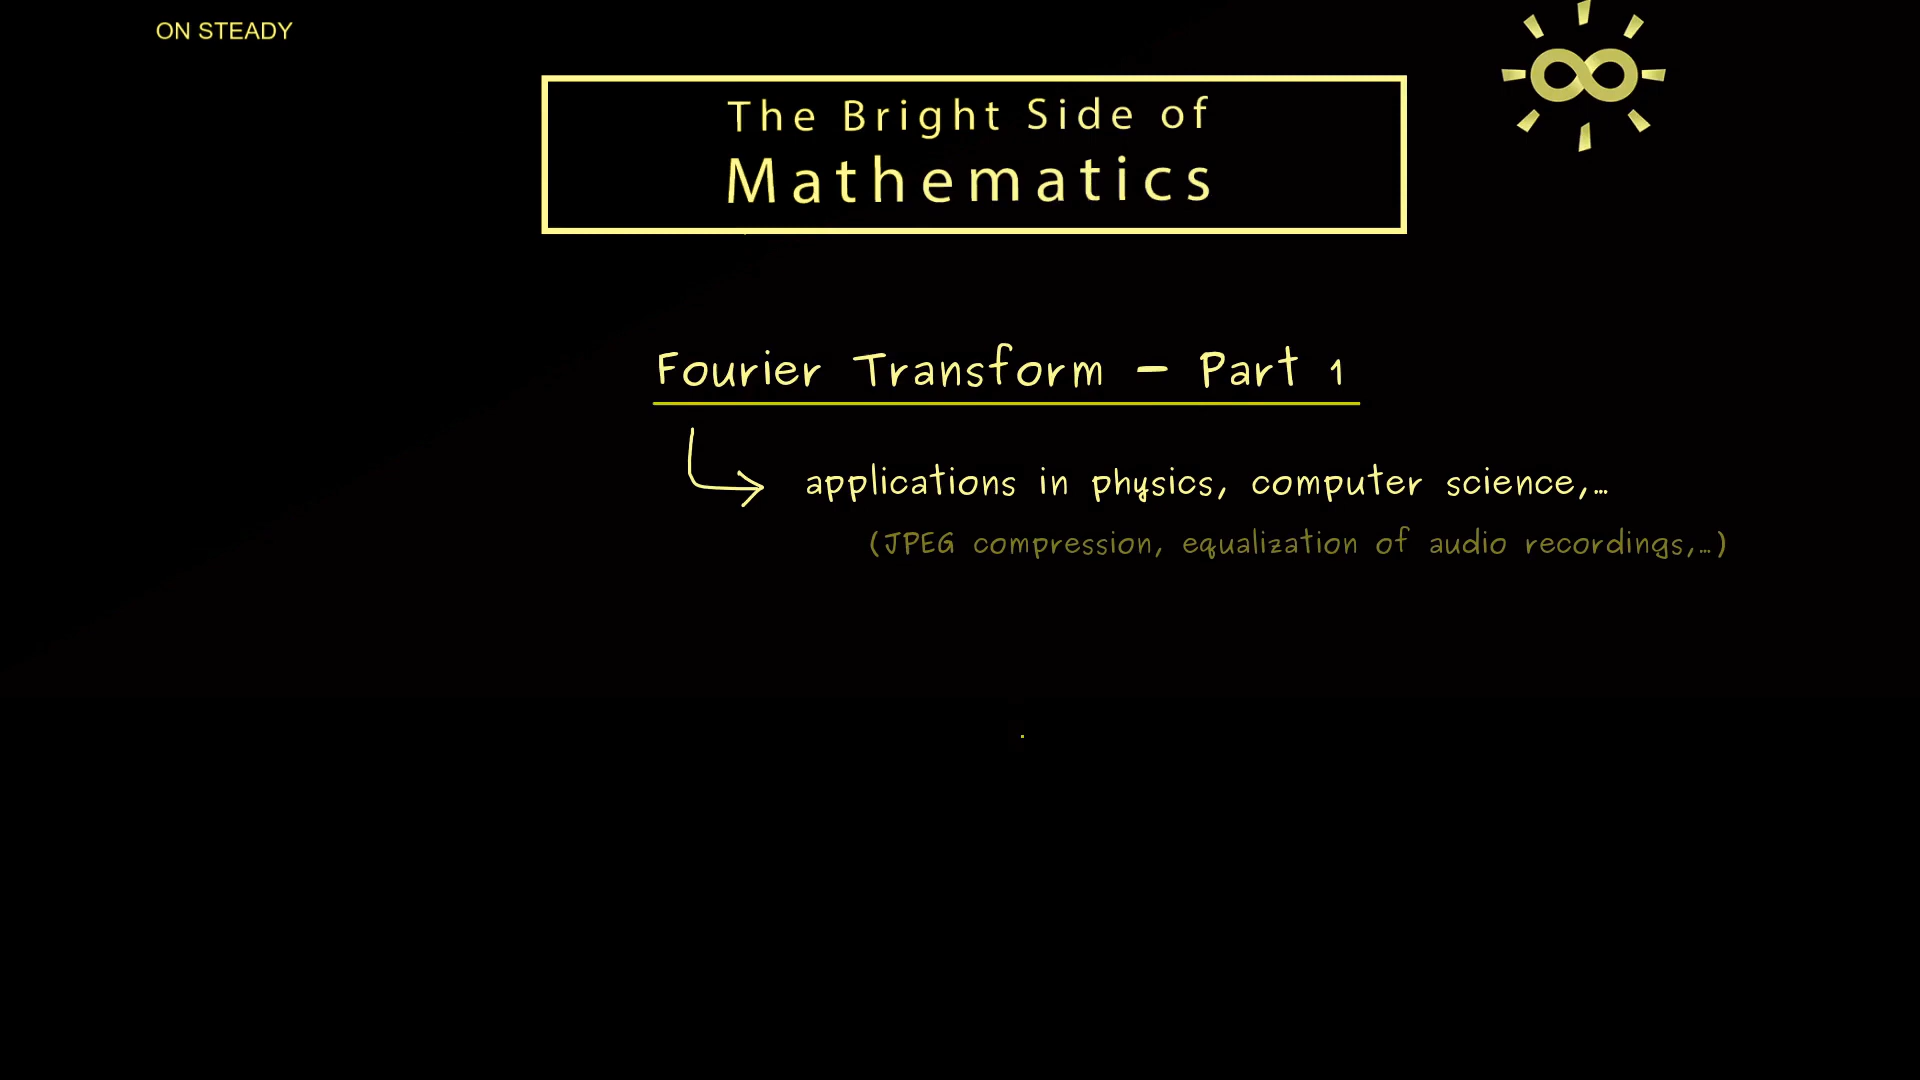 ON STEADY
The Bright Side of
Mathematics
Fourier Transform – Part 1
applications in physics, computer science,…
(JPEG compression, equalization of audio recordings,…)